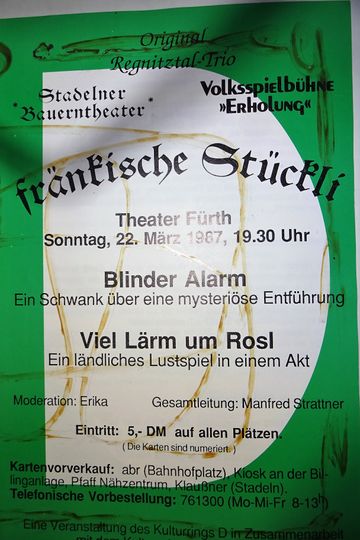 Original
Regnitztal-Trio
Stadelner
"Bauerntheater"
Volksspielbühne
»Erholung«
fränkische Stückli
Theater Fürth
Sonntag, 22. März 1987, 19.30 Uhr
Blinder Alarm
Ein Schwank über eine mysteriöse Entführung
Viel Lärm um Rosl
Ein ländliches Lustspiel in einem Akt
Moderation: Erika
Gesamtleitung: Manfred Strattner
Eintritt: 5,- DM auf allen Plätzen.
( Die Karten sind numeriert. )
Kartenvorverkauf: abr (Bahnhofplatz), Kiosk an der Bil-
linganlage, Pfaff Nähzentrum, Klaußner (Stadeln).
Telefonische Vorbestellung: 761300 (Mo-Mi-Fr 8-13)
Eine Veranstaltung des Kulturrings D in Zusammenarbeit